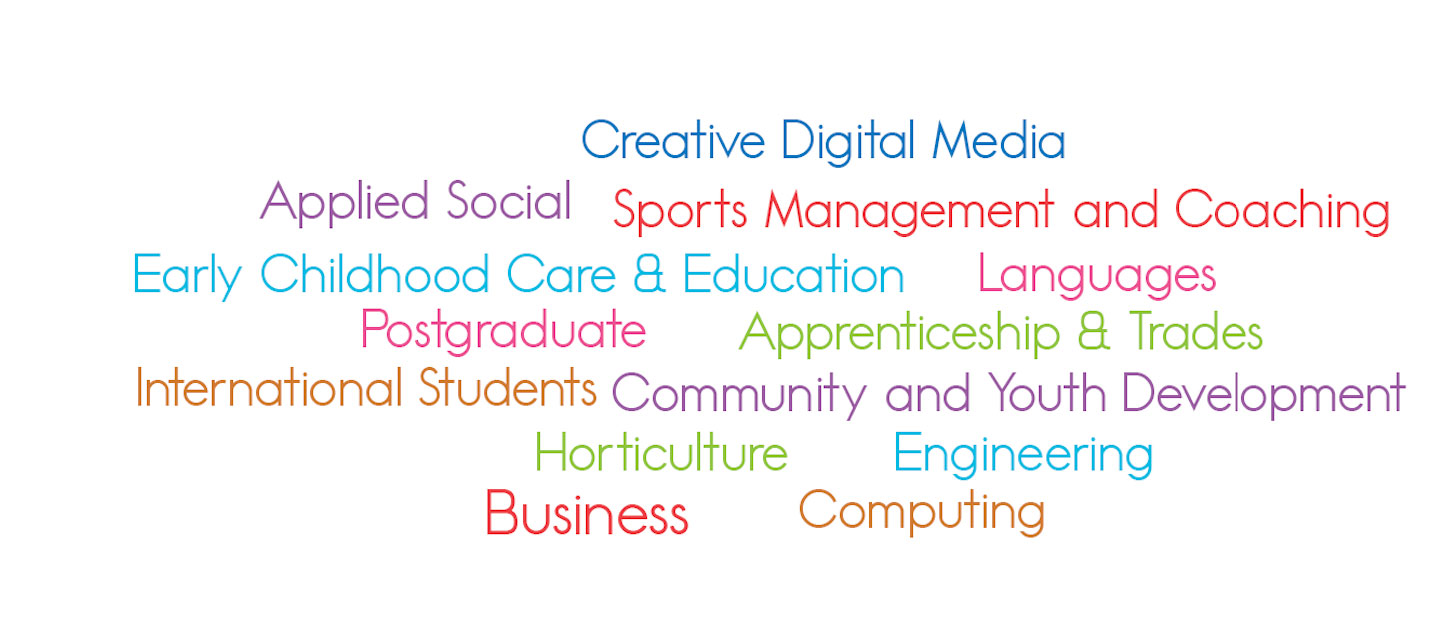 Creative Digital Media
Applied Social Sports Management and Coaching
Early Childhood Care & Education Languages
Postgraduate Apprenticeship & Trades
International Students Community and Youth Development
Horticulture Engineering
Business Computing